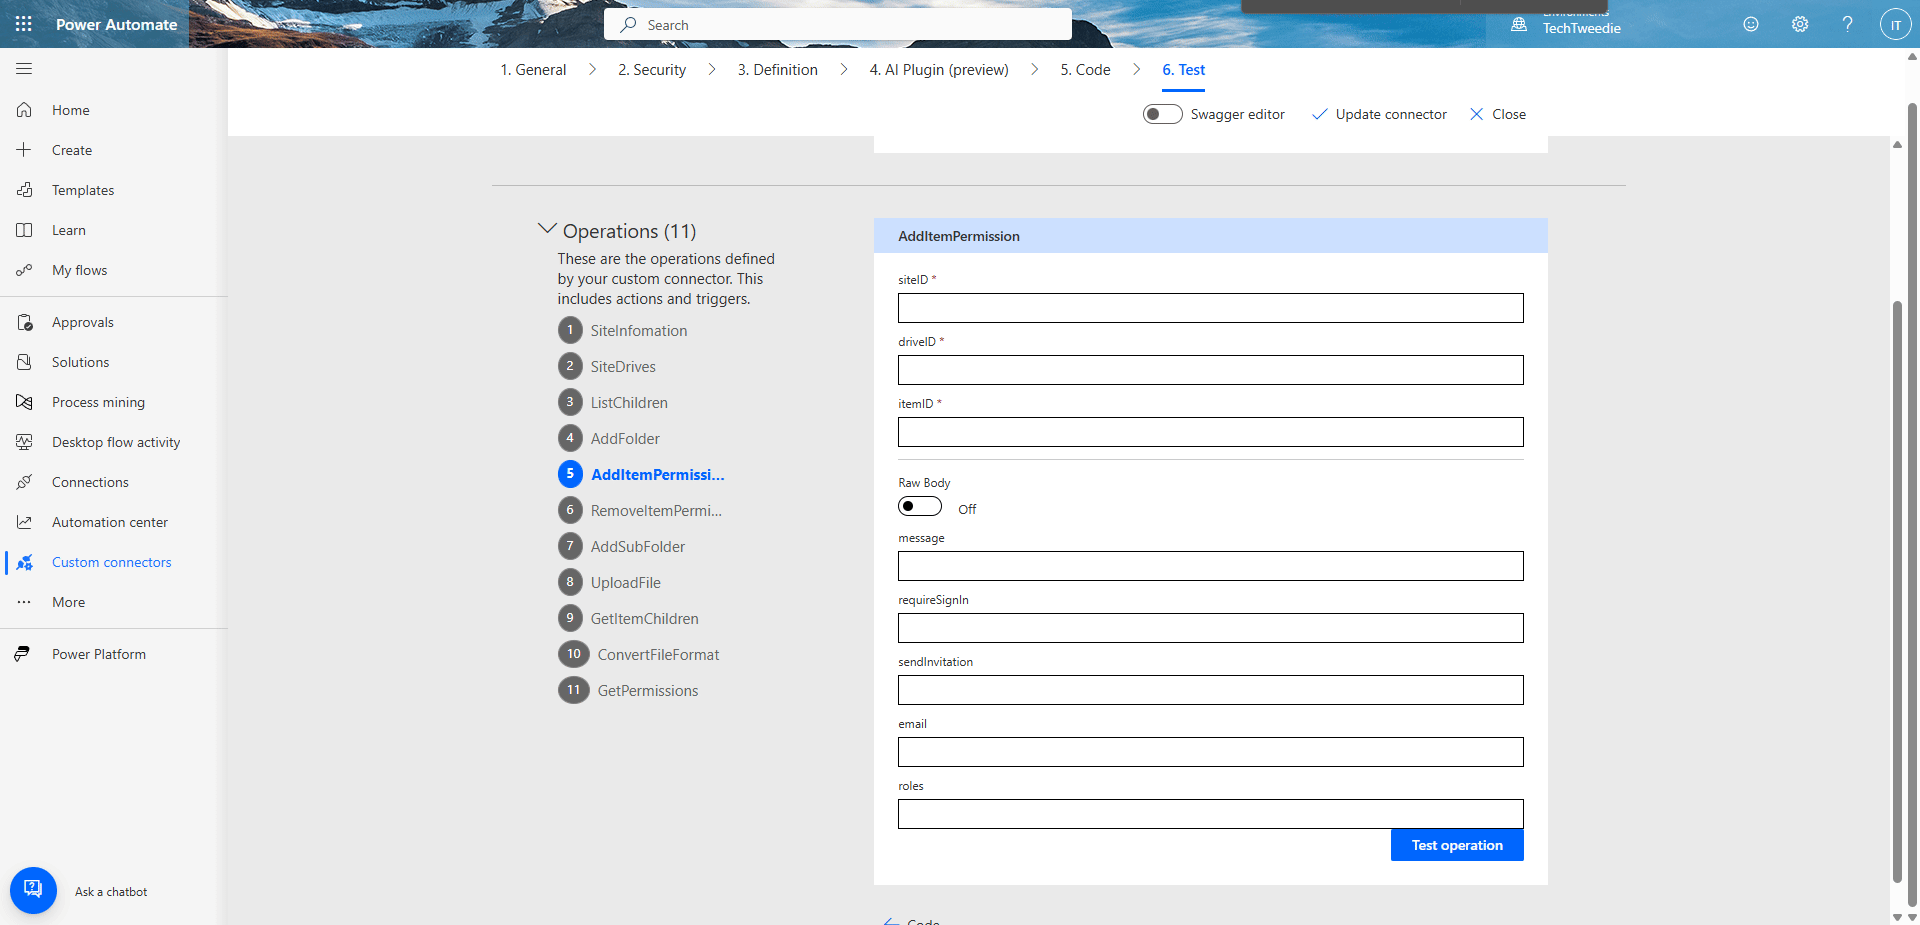 Power Automate
Search
Environments
TechTweedie
IT
1. General
2. Security
3. Definition
4. AI Plugin (preview)
5. Code
6. Test
Swagger editor
Update connector
Close
Home
Create
Templates
Learn
My flows
Approvals
Solutions
Process mining
Desktop flow activity
Connections
Automation center
Custom connectors
More
Power Platform
Ask a chatbot
Operations (11)
These are the operations defined
by your custom connector. This
includes actions and triggers.
1 SiteInfomation
2 SiteDrives
3 ListChildren
4 AddFolder
5 AddItemPermissi...
6 RemoveItemPermi...
7 AddSubFolder
8 UploadFile
9 GetItemChildren
10 ConvertFileFormat
11 GetPermissions
AddItemPermission
siteID *
driveID *
itemID *
Raw Body
Off
message
requireSignIn
sendInvitation
email
roles
Test operation
Code